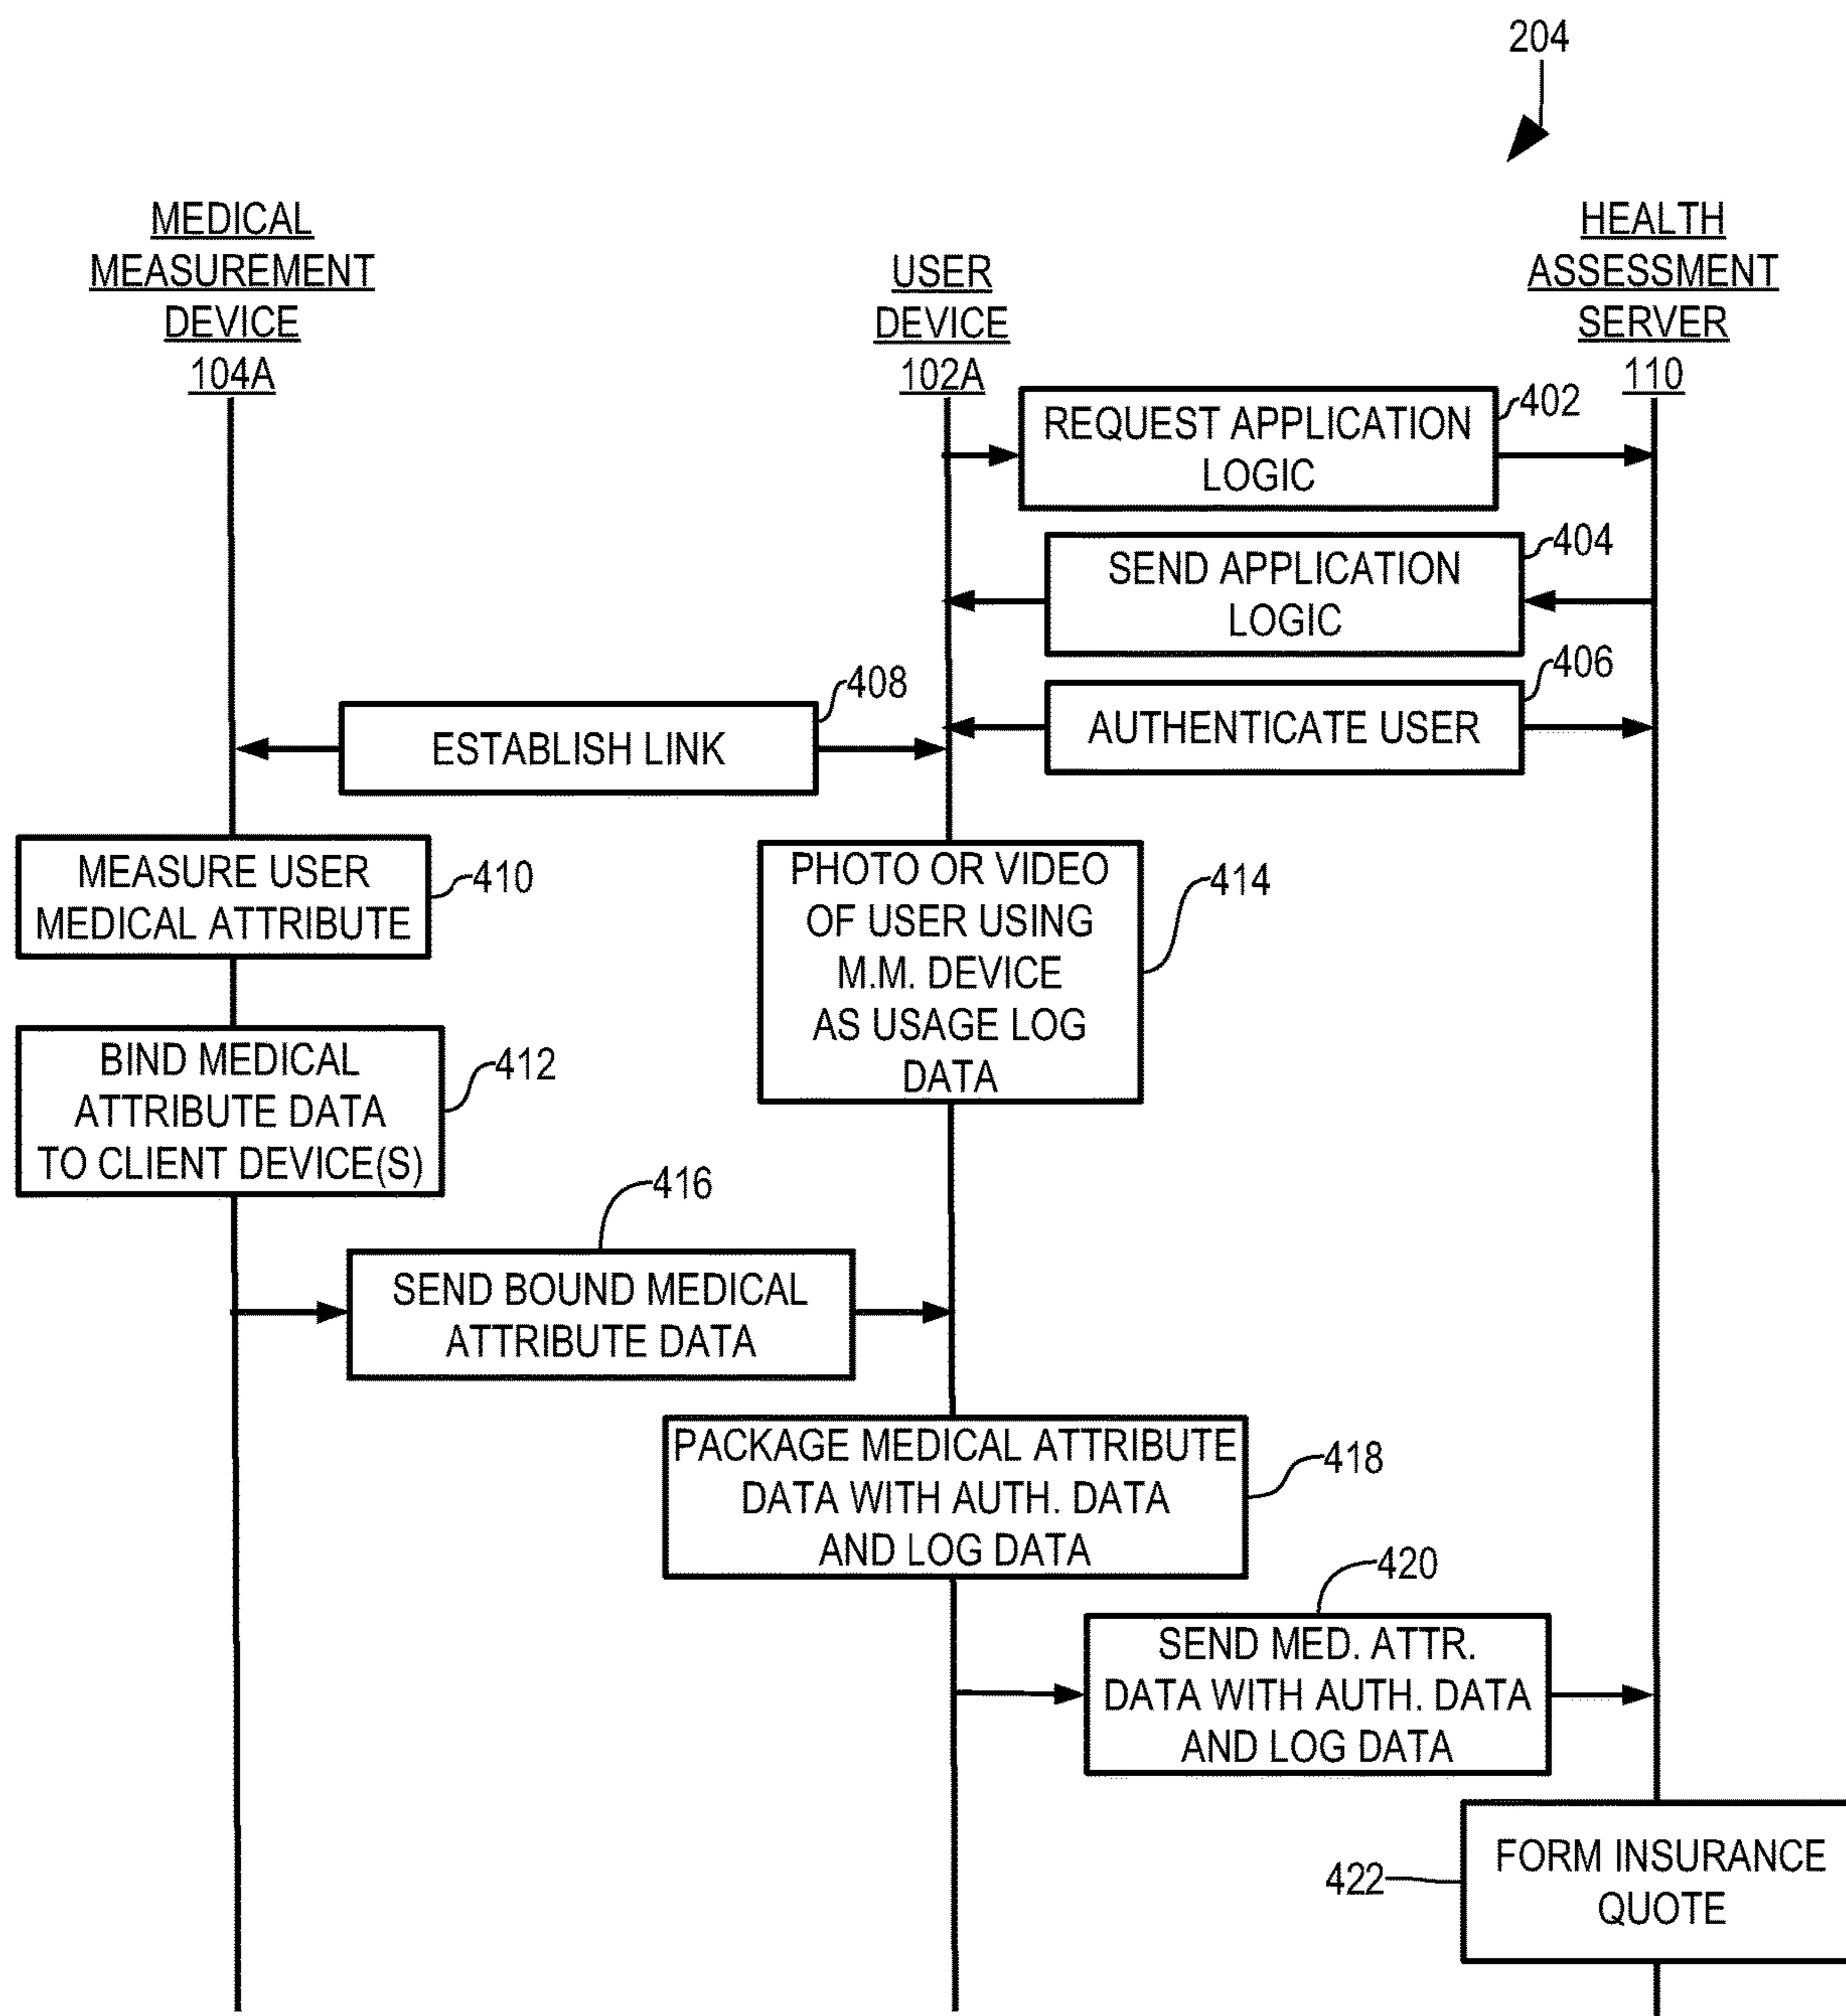 204
MEDICAL
MEASUREMENT
DEVICE
104A
USER
DEVICE
102A
HEALTH
ASSESSMENT
SERVER
110
REQUEST APPLICATION
LOGIC
402
SEND APPLICATION
LOGIC
404
AUTHENTICATE USER
406
ESTABLISH LINK
408
MEASURE USER
MEDICAL ATTRIBUTE
410
BIND MEDICAL
ATTRIBUTE DATA
TO CLIENT DEVICE(S)
412
PHOTO OR VIDEO
OF USER USING
M.M. DEVICE
AS USAGE LOG
DATA
414
SEND BOUND MEDICAL
ATTRIBUTE DATA
416
PACKAGE MEDICAL ATTRIBUTE
DATA WITH AUTH. DATA
AND LOG DATA
418
SEND MED. ATTR.
DATA WITH AUTH. DATA
AND LOG DATA
420
FORM INSURANCE
QUOTE
422